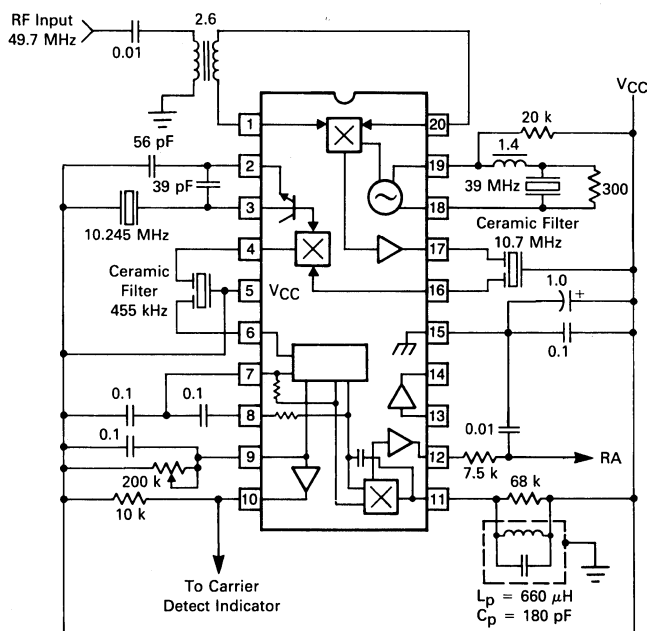 RF Input
49.7 MHz
0.01
2.6
VCC
1
20
20 k
56 pF
1.4
2
19
39 pF
39 MHz
300
3
18
10.245 MHz
Ceramic Filter
10.7 MHz
4
17
Ceramic
Filter
455 kHz
VCC
5
16
1.0
+
6
15
0.1
7
14
0.1
0.1
8
13
0.01
0.1
9
12
7.5 k
RA
200 k
68 k
10
11
10 k
To Carrier
Detect Indicator
Lp = 660 μH
Cp = 180 pF